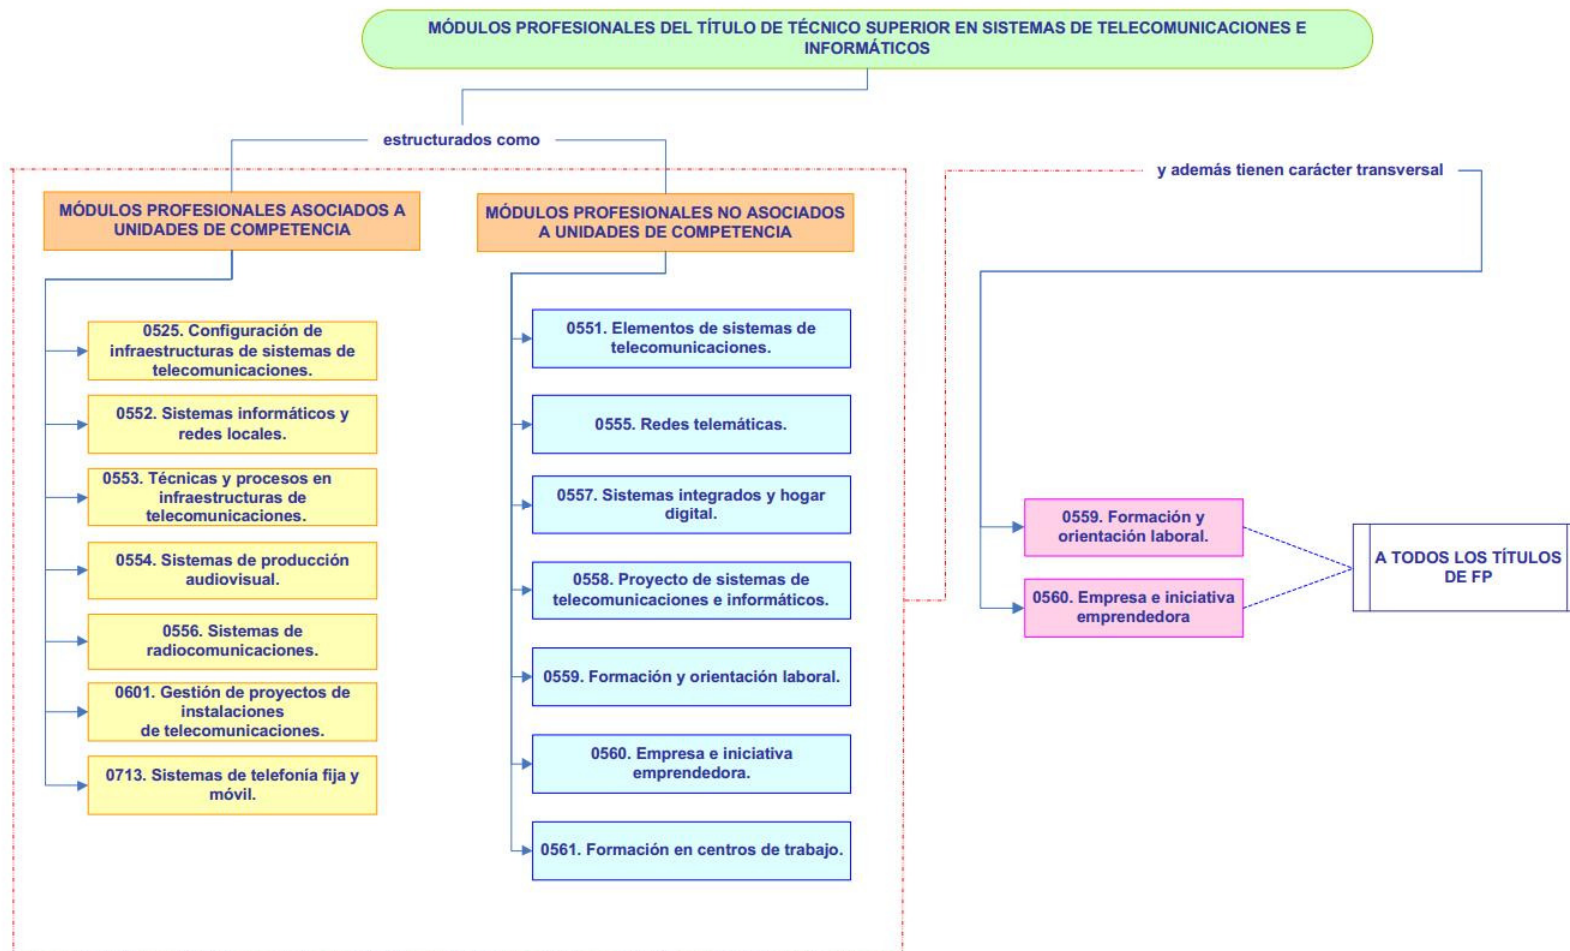 MÓDULOS PROFESIONALES DEL TÍTULO DE TÉCNICO SUPERIOR EN SISTEMAS DE TELECOMUNICACIONES E
INFORMÁTICOS
estructurados como
y además tienen carácter transversal
MÓDULOS PROFESIONALES ASOCIADOS A
UNIDADES DE COMPETENCIA
0525. Configuración de
infraestructuras de sistemas de
telecomunicaciones.
0552. Sistemas informáticos y
redes locales.
0553. Técnicas y procesos en
infraestructuras de
telecomunicaciones.
0554. Sistemas de producción
audiovisual.
0556. Sistemas de
radiocomunicaciones.
0601. Gestión de proyectos de
instalaciones
de telecomunicaciones.
0713. Sistemas de telefonía fija y
móvil.
MÓDULOS PROFESIONALES NO ASOCIADOS
A UNIDADES DE COMPETENCIA
0551. Elementos de sistemas de
telecomunicaciones.
0555. Redes telemáticas.
0557. Sistemas integrados y hogar
digital.
0558. Proyecto de sistemas de
telecomunicaciones e informáticos.
0559. Formación y orientación laboral.
0560. Empresa e iniciativa
emprendedora.
0561. Formación en centros de trabajo.
0559. Formación y
orientación laboral.
0560. Empresa e iniciativa
emprendedora
A TODOS LOS TÍTULOS
DE FP